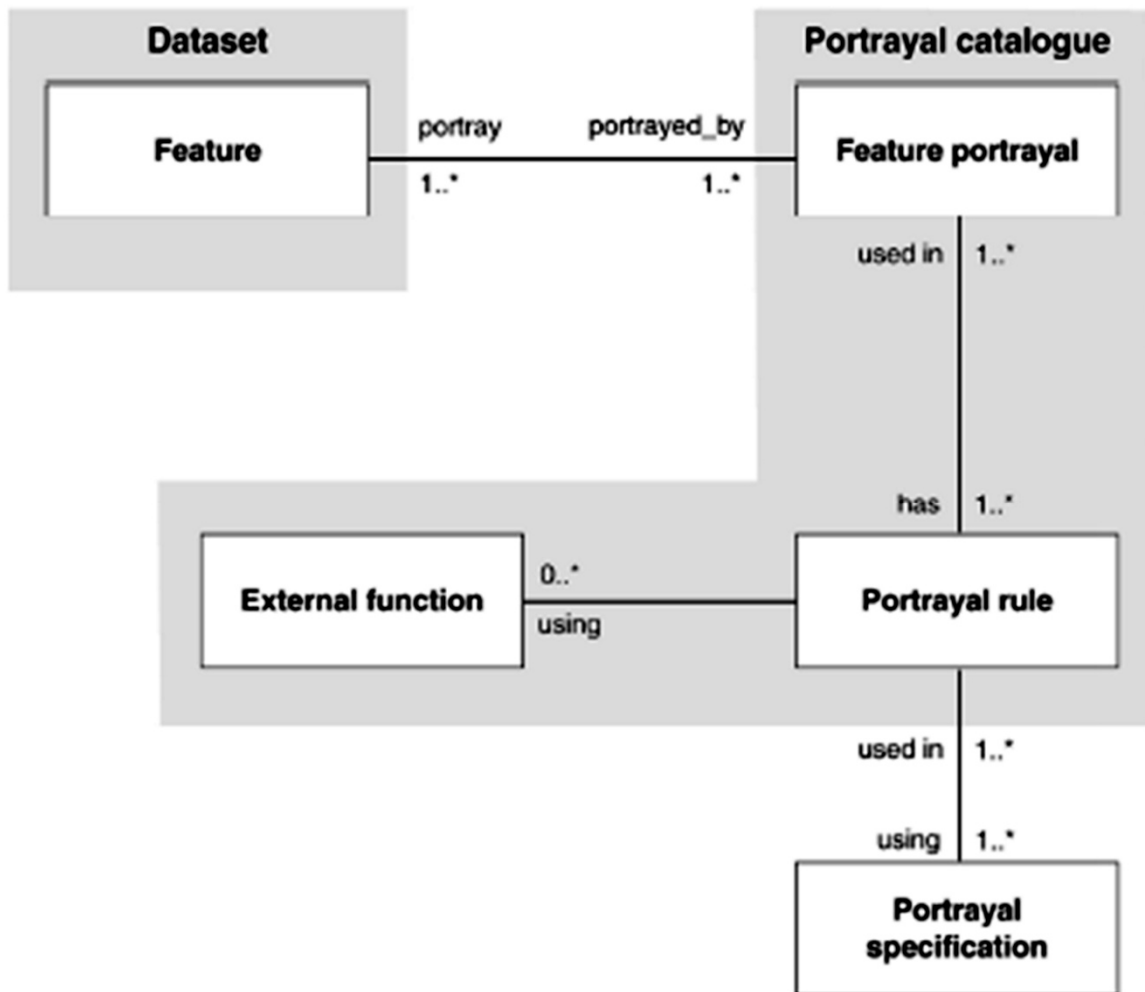 Dataset
Portrayal catalogue
Feature
portray
portrayed_by
Feature portrayal
1..*
1..*
used in
1..*
has
1..*
External function
0..*
using
Portrayal rule
used in
1..*
using
1..*
Portrayal
specification